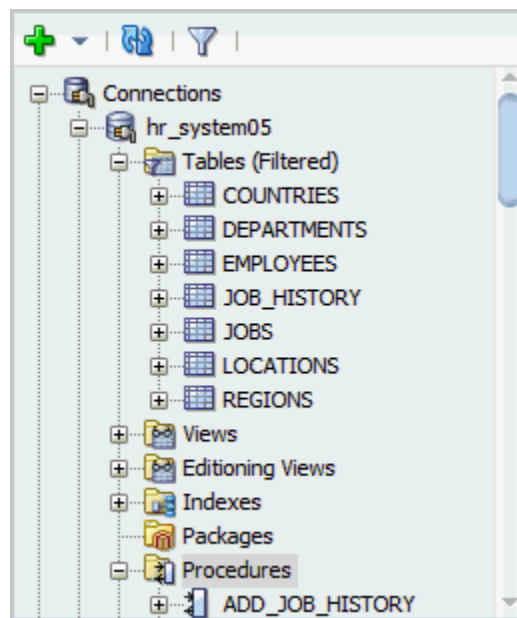 Connections
hr_system05
Tables (Filtered)
COUNTRIES
DEPARTMENTS
EMPLOYEES
JOB_HISTORY
JOBS
LOCATIONS
REGIONS
Views
Editioning Views
Indexes
Packages
Procedures
ADD_JOB_HISTORY